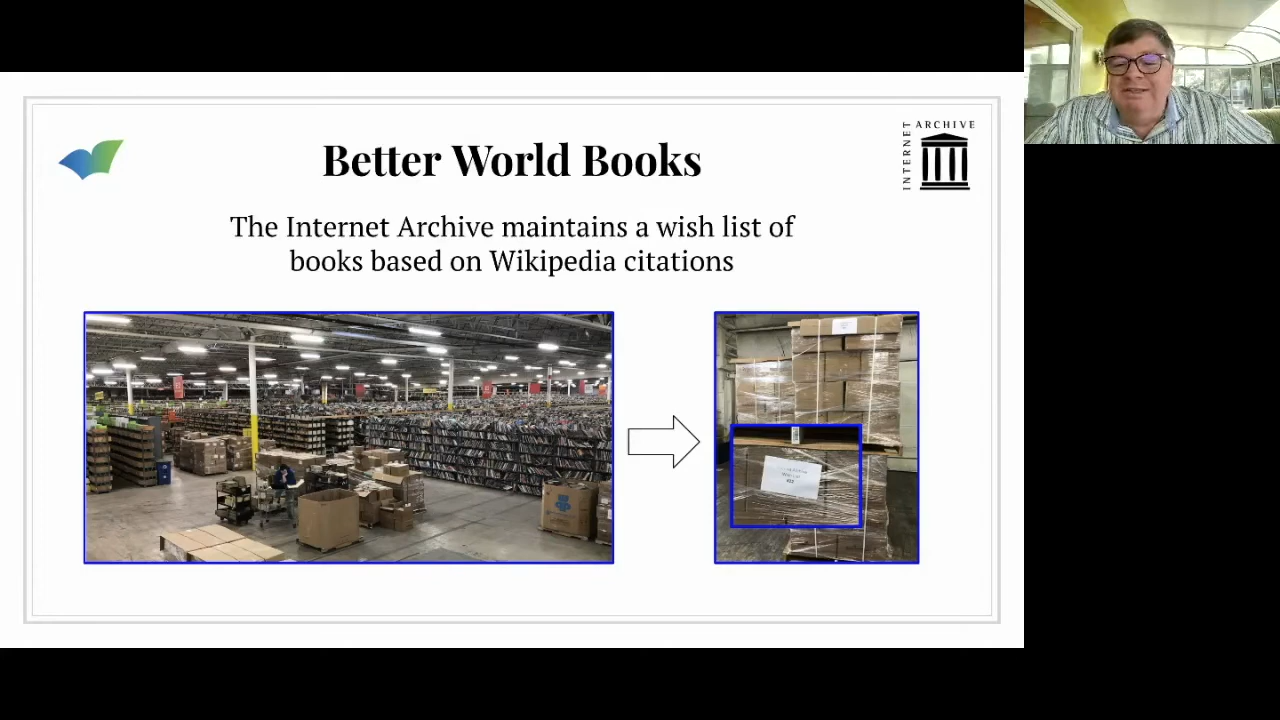 Better World Books
INTERNET ARCHIVE
The Internet Archive maintains a wish list of
books based on Wikipedia citations